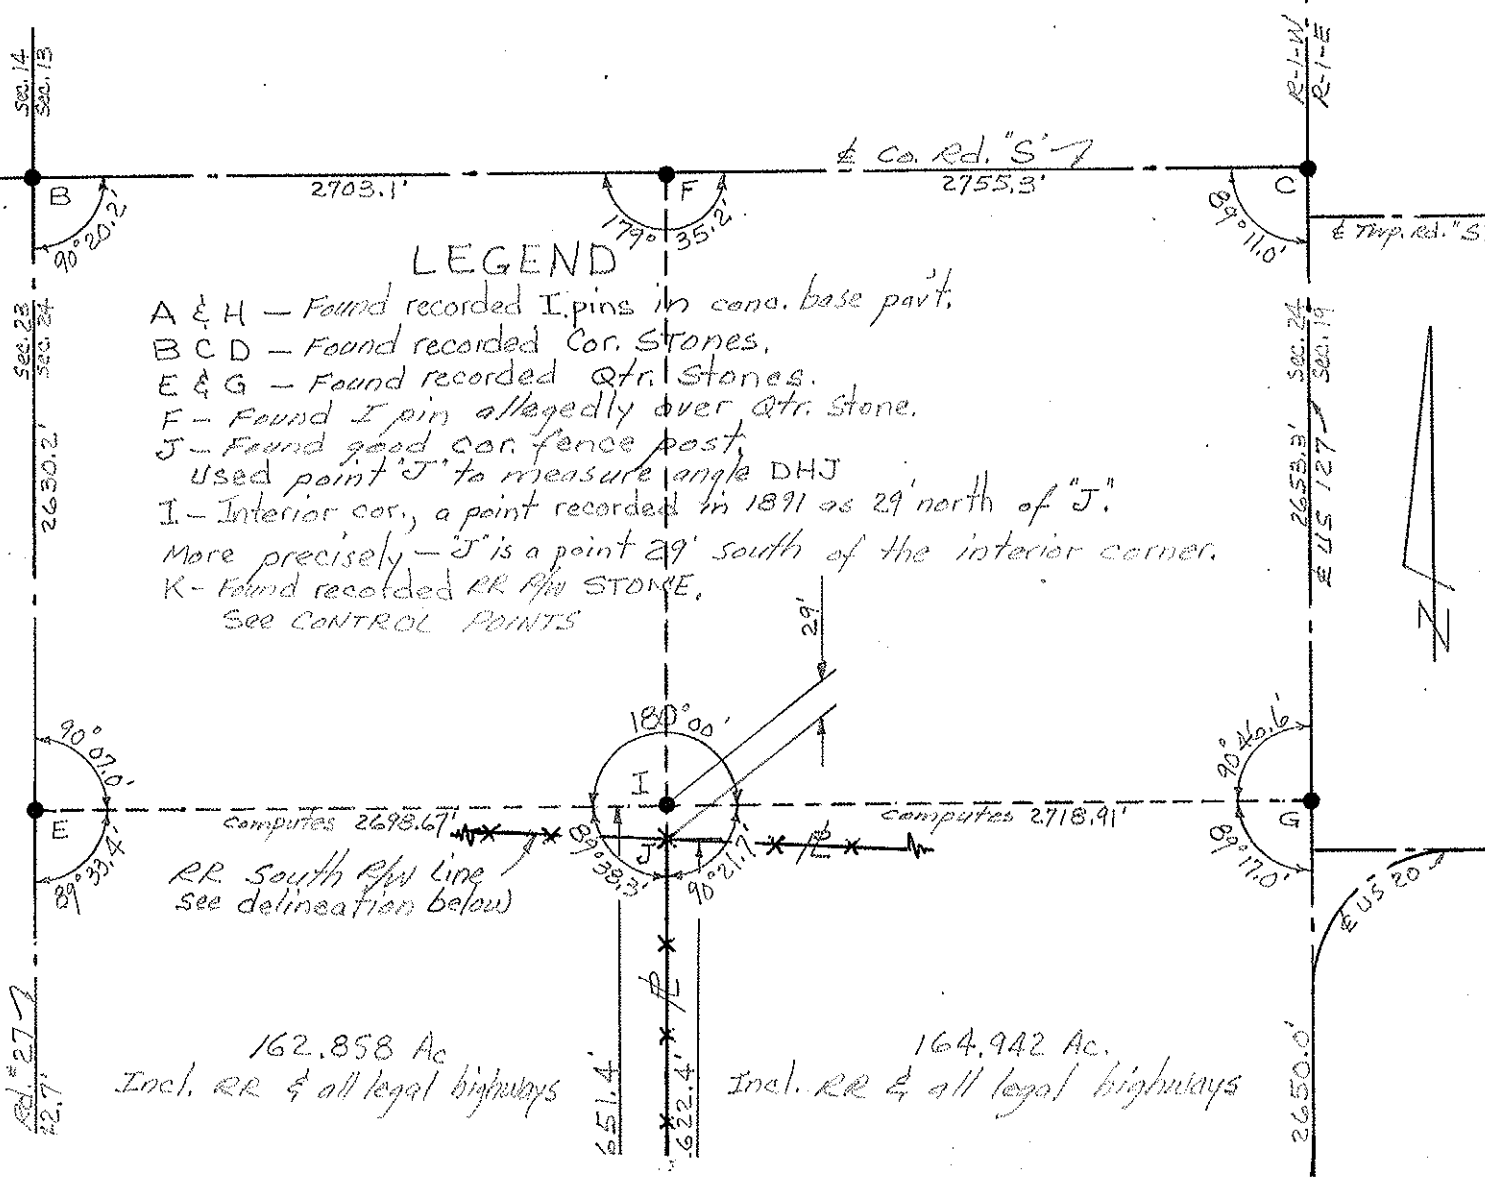 Sec. 14
Sec. 13
R-1-W
R-1-E
℄ Co. Rd. "S"
B
2703.1'
F
2755.3'
C
90°20.2'
179° 35.2'
89°11.0'
℄ Twp. Rd. "S
LEGEND
A & H — Found recorded I.pins in conc. base pav't.
B C D — Found recorded Cor. Stones.
E & G — Found recorded Qtr. Stones.
F — Found I pin allegedly over Qtr. Stone.
J — Found good cor. fence post.
Used point "J" to measure angle DHJ
I — Interior cor., a point recorded in 1891 as 29' north of "J".
More precisely — "J" is a point 29' south of the interior corner.
K - Found recorded RR R/W STONE.
See CONTROL POINTS
Sec. 23
Sec. 24
2630.2'
Sec. 24
Sec. 19
2653.3'
℄ US 127
N
29'
90°07.0'
180°00'
90°46.6'
E
I
G
computes 2698.67'
computes 2718.91'
J
℄
89°33.4'
89°38.3'
90°21.7'
89°17.0'
RR South R/W Line
See delineation below
℄ US 20
℄
162.858 Ac
Incl. RR & all legal highways
164.942 Ac.
Incl. RR & all legal highways
Rd. #27
42.7'
651.4'
622.4'
2650.0'